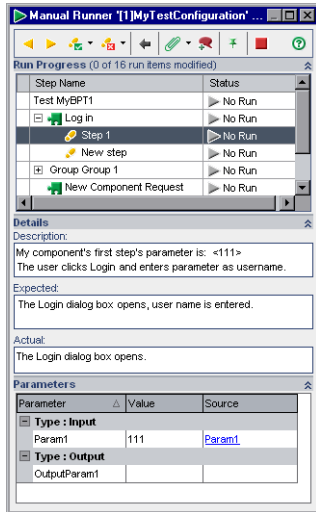 Manual Runner '[1]MyTestConfiguration' ...
Run Progress (0 of 16 run items modified)
Step Name Status
Test MyBPT1 No Run
Log in No Run
Step 1 No Run
New step No Run
Group Group 1 No Run
New Component Request No Run
Details
Description:
My component's first step's parameter is: <111>
The user clicks Login and enters parameter as username.
Expected:
The Login dialog box opens, user name is entered.
Actual:
The Login dialog box opens.
Parameters
Parameter Value Source
Type : Input
Param1 111 Param1
Type : Output
OutputParam1